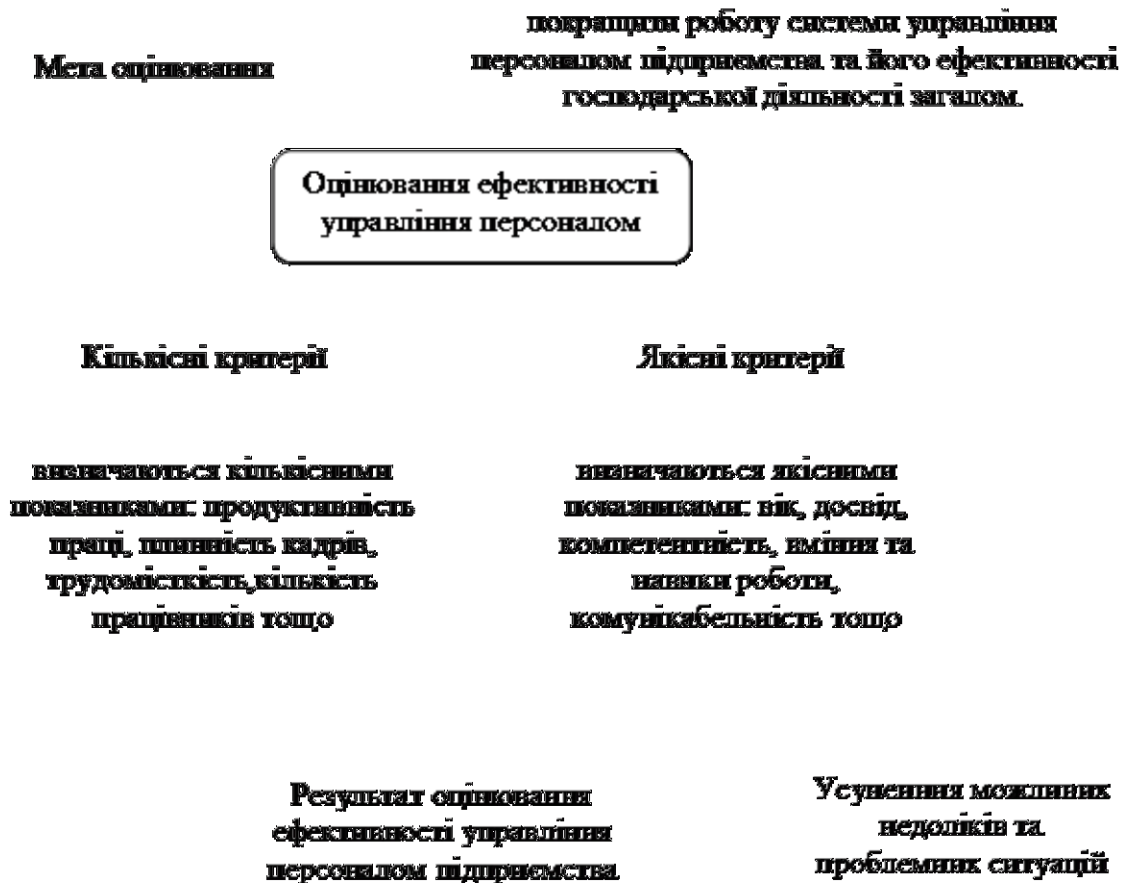 Мета оцінювання
покращити роботу системи управління
персоналом підприємства та його ефективності
господарської діяльності загалом.
Оцінювання ефективності
управління персоналом
Кількісні критерії
Якісні критерії
визначаються кількісними
показниками: продуктивність
праці, плинність кадрів,
трудомісткість,кількість
працівників тощо
визначаються якісними
показниками: вік, досвід,
компетентність, вміння та
навики роботи,
комунікабельність тощо
Результат оцінювання
ефективності управління
персоналом підприємства
Усунення можливих
недоліків та
проблемних ситуацій